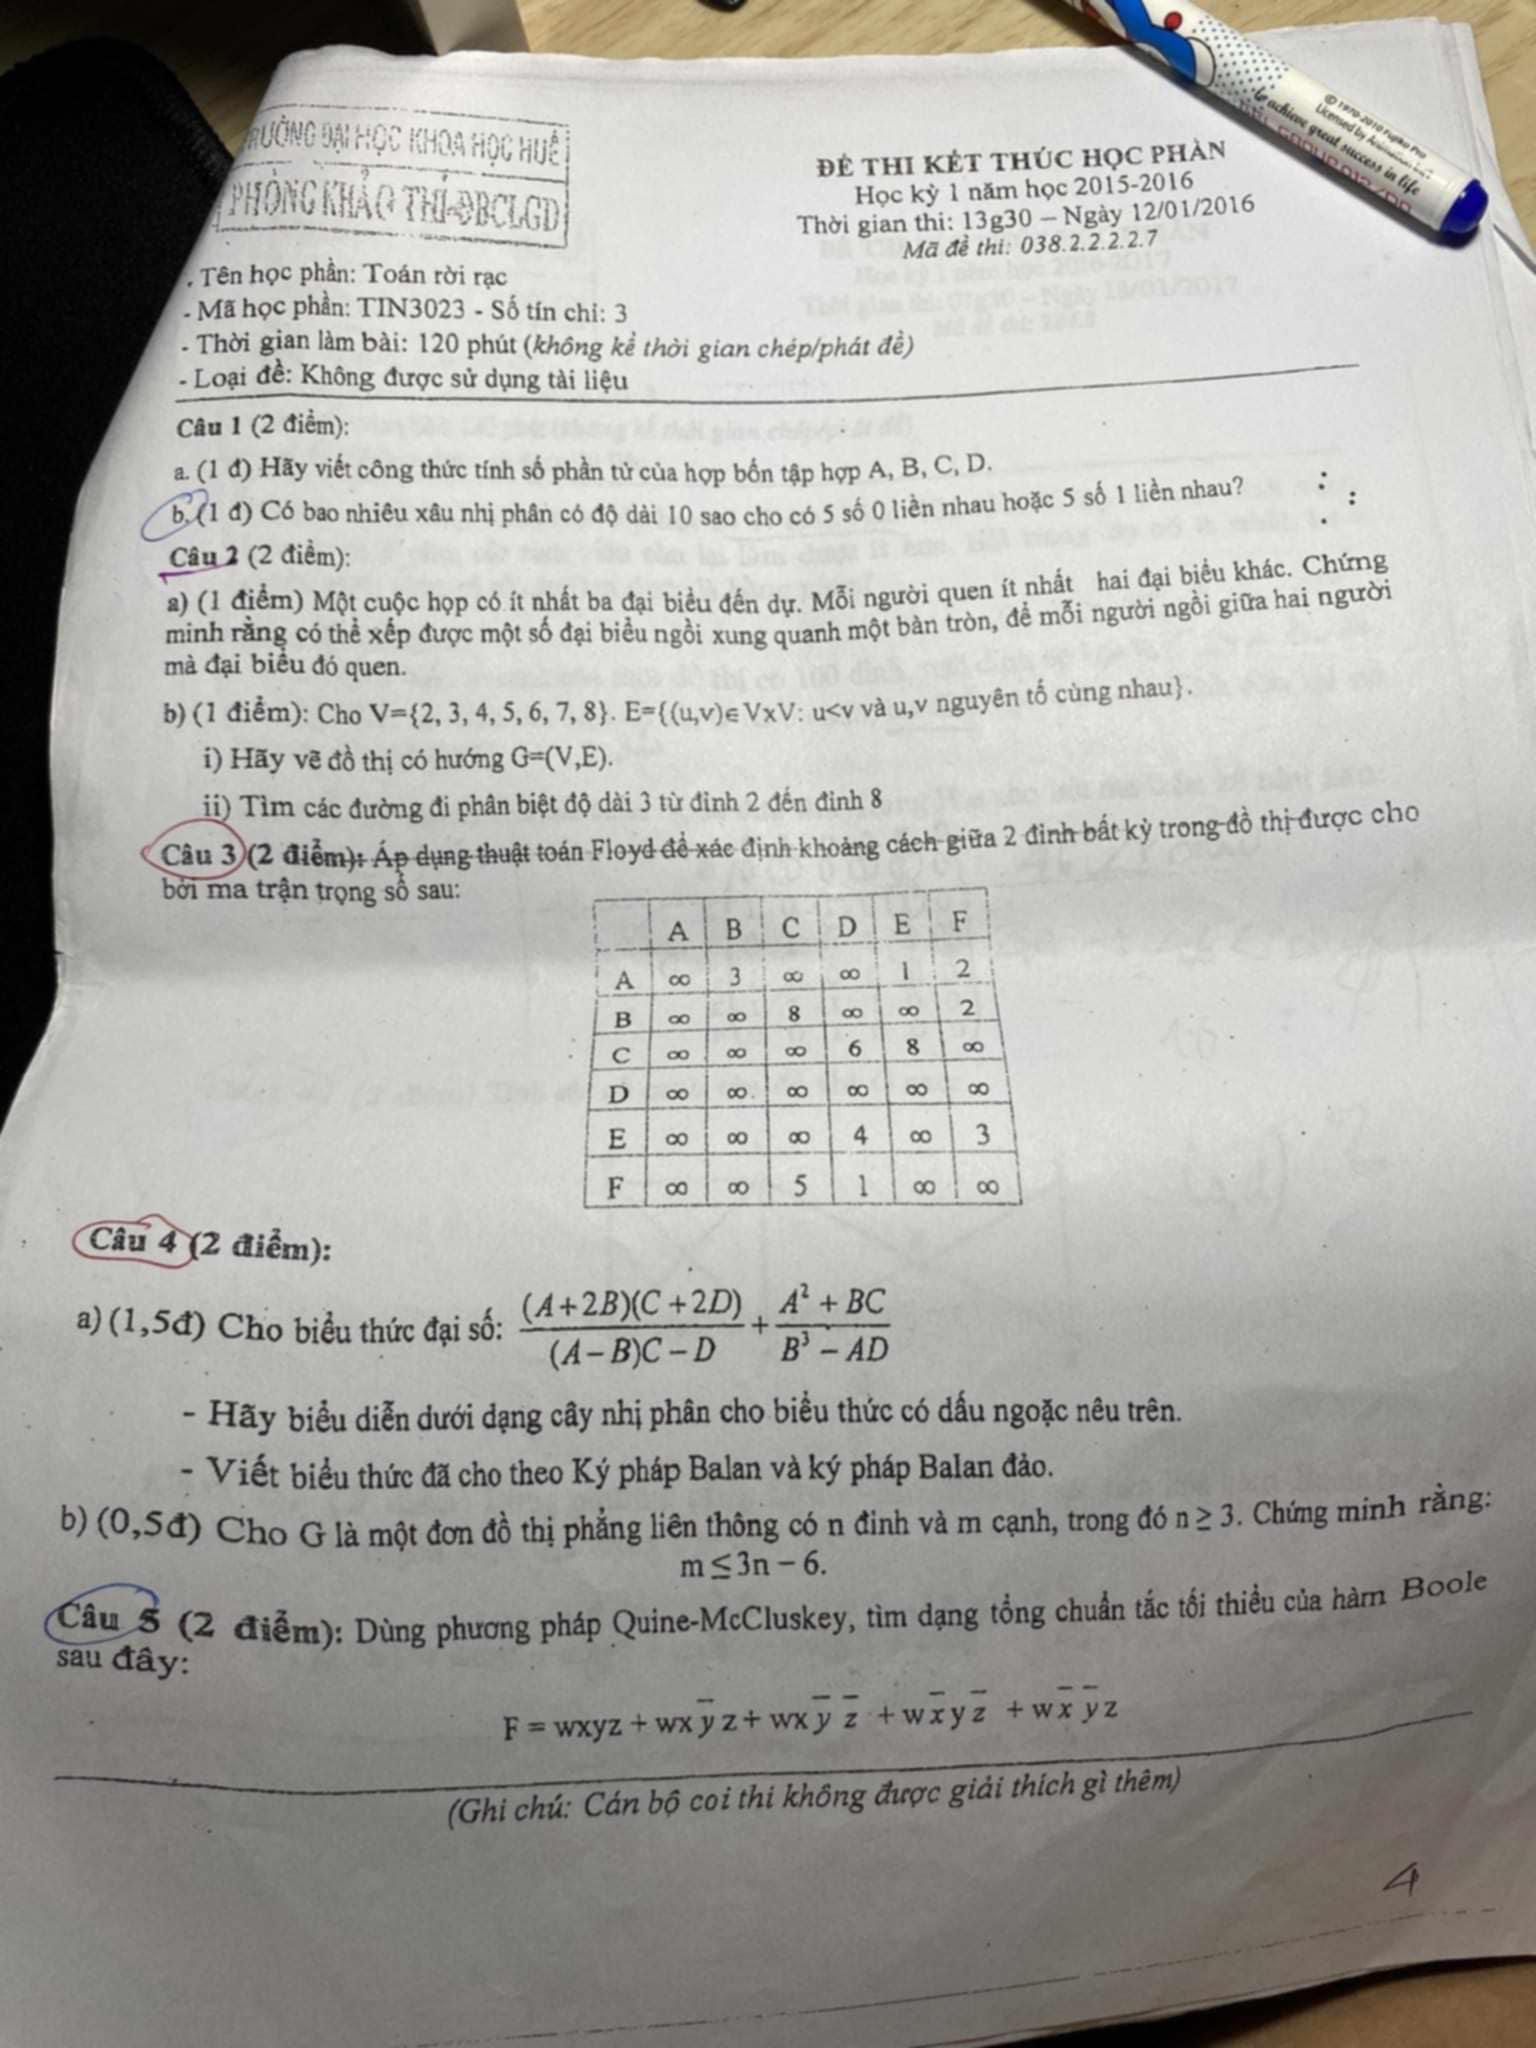 TRƯỜNG ĐẠI HỌC KHOA HỌC HUẾ
PHÒNG KHẢO THÍ-ĐBCLGD
ĐỀ THI KẾT THÚC HỌC PHẦN
Học kỳ 1 năm học 2015-2016
Thời gian thi: 13g30 – Ngày 12/01/2016
Mã đề thi: 038.2.2.2.2.7
- Tên học phần: Toán rời rạc
- Mã học phần: TIN3023 - Số tín chỉ: 3
- Thời gian làm bài: 120 phút (không kể thời gian chép/phát đề)
- Loại đề: Không được sử dụng tài liệu
Câu 1 (2 điểm):
a. (1 đ) Hãy viết công thức tính số phần tử của hợp bốn tập hợp A, B, C, D.
b. (1 đ) Có bao nhiêu xâu nhị phân có độ dài 10 sao cho có 5 số 0 liền nhau hoặc 5 số 1 liền nhau?
Câu 2 (2 điểm):
a) (1 điểm) Một cuộc họp có ít nhất ba đại biểu đến dự. Mỗi người quen ít nhất hai đại biểu khác. Chứng
minh rằng có thể xếp được một số đại biểu ngồi xung quanh một bàn tròn, để mỗi người ngồi giữa hai người
mà đại biểu đó quen.
b) (1 điểm): Cho V={2, 3, 4, 5, 6, 7, 8}. E={(u,v)∈VxV: u<v và u,v nguyên tố cùng nhau}.
i) Hãy vẽ đồ thị có hướng G=(V,E).
ii) Tìm các đường đi phân biệt độ dài 3 từ đỉnh 2 đến đỉnh 8
Câu 3 (2 điểm): Áp dụng thuật toán Floyd để xác định khoảng cách giữa 2 đỉnh bất kỳ trong đồ thị được cho
bởi ma trận trọng số sau:
A B C D E F
A ∞ 3 ∞ ∞ 1 2
B ∞ ∞ 8 ∞ ∞ 2
C ∞ ∞ ∞ 6 8 ∞
D ∞ ∞ ∞ ∞ ∞ ∞
E ∞ ∞ ∞ 4 ∞ 3
F ∞ ∞ 5 1 ∞ ∞
Câu 4 (2 điểm):
a) (1,5đ) Cho biểu thức đại số: (A+2B)(C+2D)/((A–B)C–D) + (A²+BC)/(B³–AD)
- Hãy biểu diễn dưới dạng cây nhị phân cho biểu thức có dấu ngoặc nêu trên.
- Viết biểu thức đã cho theo Ký pháp Balan và ký pháp Balan đảo.
b) (0,5đ) Cho G là một đơn đồ thị phẳng liên thông có n đỉnh và m cạnh, trong đó n ≥ 3. Chứng minh rằng:
m ≤ 3n – 6.
Câu 5 (2 điểm): Dùng phương pháp Quine-McCluskey, tìm dạng tổng chuẩn tắc tối thiểu của hàm Boole
sau đây:
F = wxyz + wxy̅z + wxy̅ z̅ + wx̅yz̅ + wx̅ y̅z
(Ghi chú: Cán bộ coi thi không được giải thích gì thêm)
4